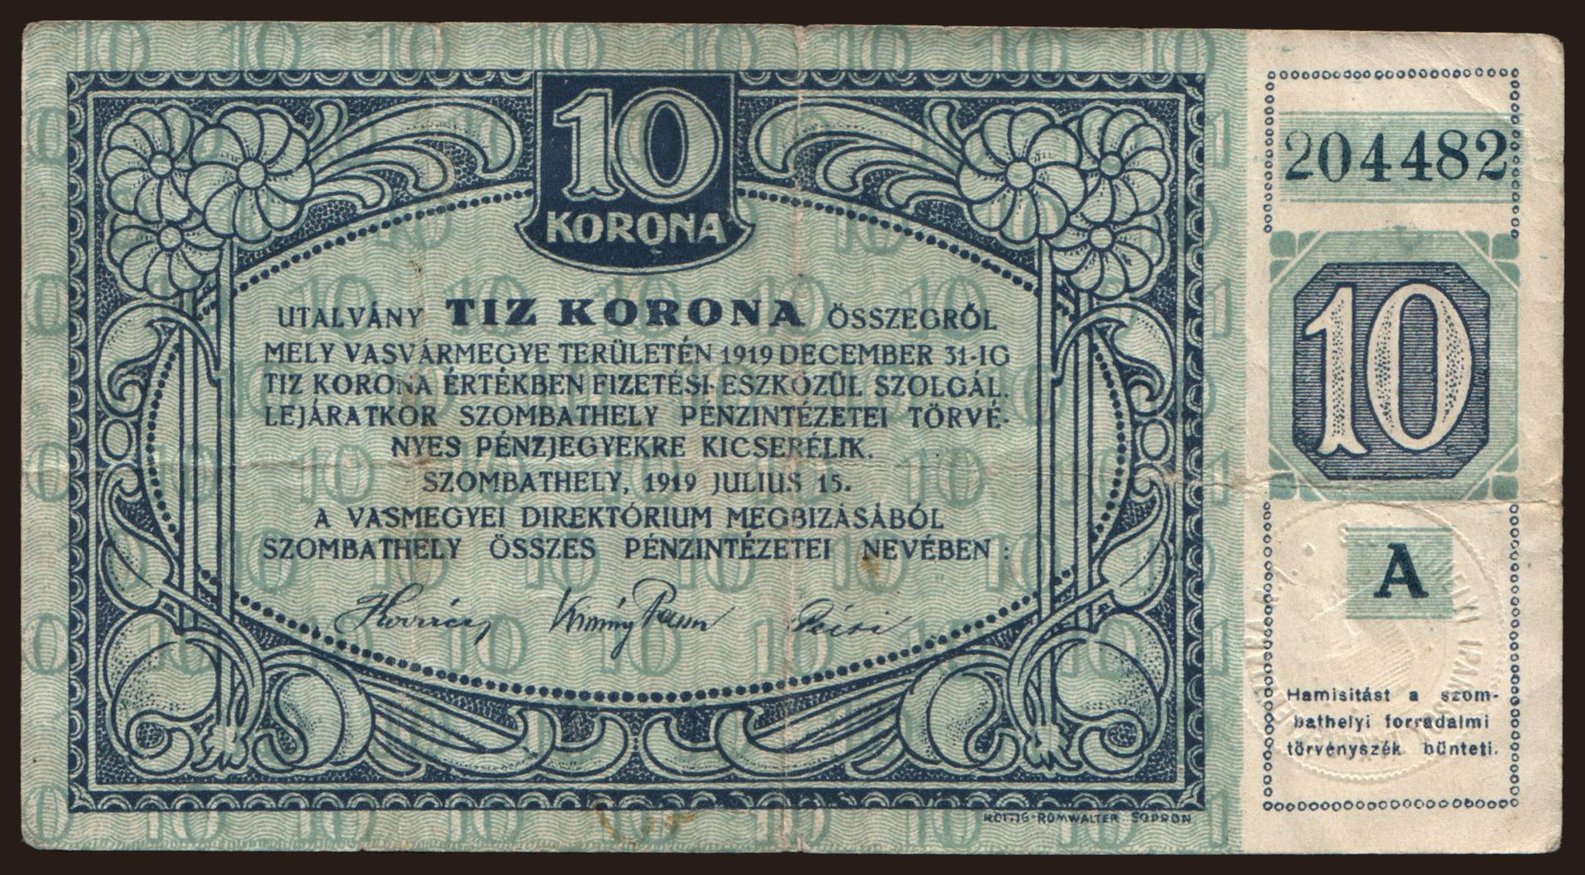 10
KORONA
UTALVÁNY TIZ KORONA ÖSSZEGRŐL
MELY VASVÁRMEGYE TERÜLETÉN 1919 DECEMBER 31-IG
TIZ KORONA ÉRTÉKBEN FIZETÉSI ESZKÖZÜL SZOLGÁL.
LEJÁRATKOR SZOMBATHELY PÉNZINTÉZETEI TÖRVÉ-
NYES PÉNZJEGYEKRE KICSERÉLIK.
SZOMBATHELY, 1919 JULIUS 15.
A VASMEGYEI DIREKTÓRIUM MEGBIZÁSÁBÓL
SZOMBATHELY ÖSSZES PÉNZINTÉZETEI NEVÉBEN :
RÖTTIG-ROMWALTER SOPRON
204482
10
A
Hamisitást a szom-
bathelyi forradalmi
törvényszék bünteti.